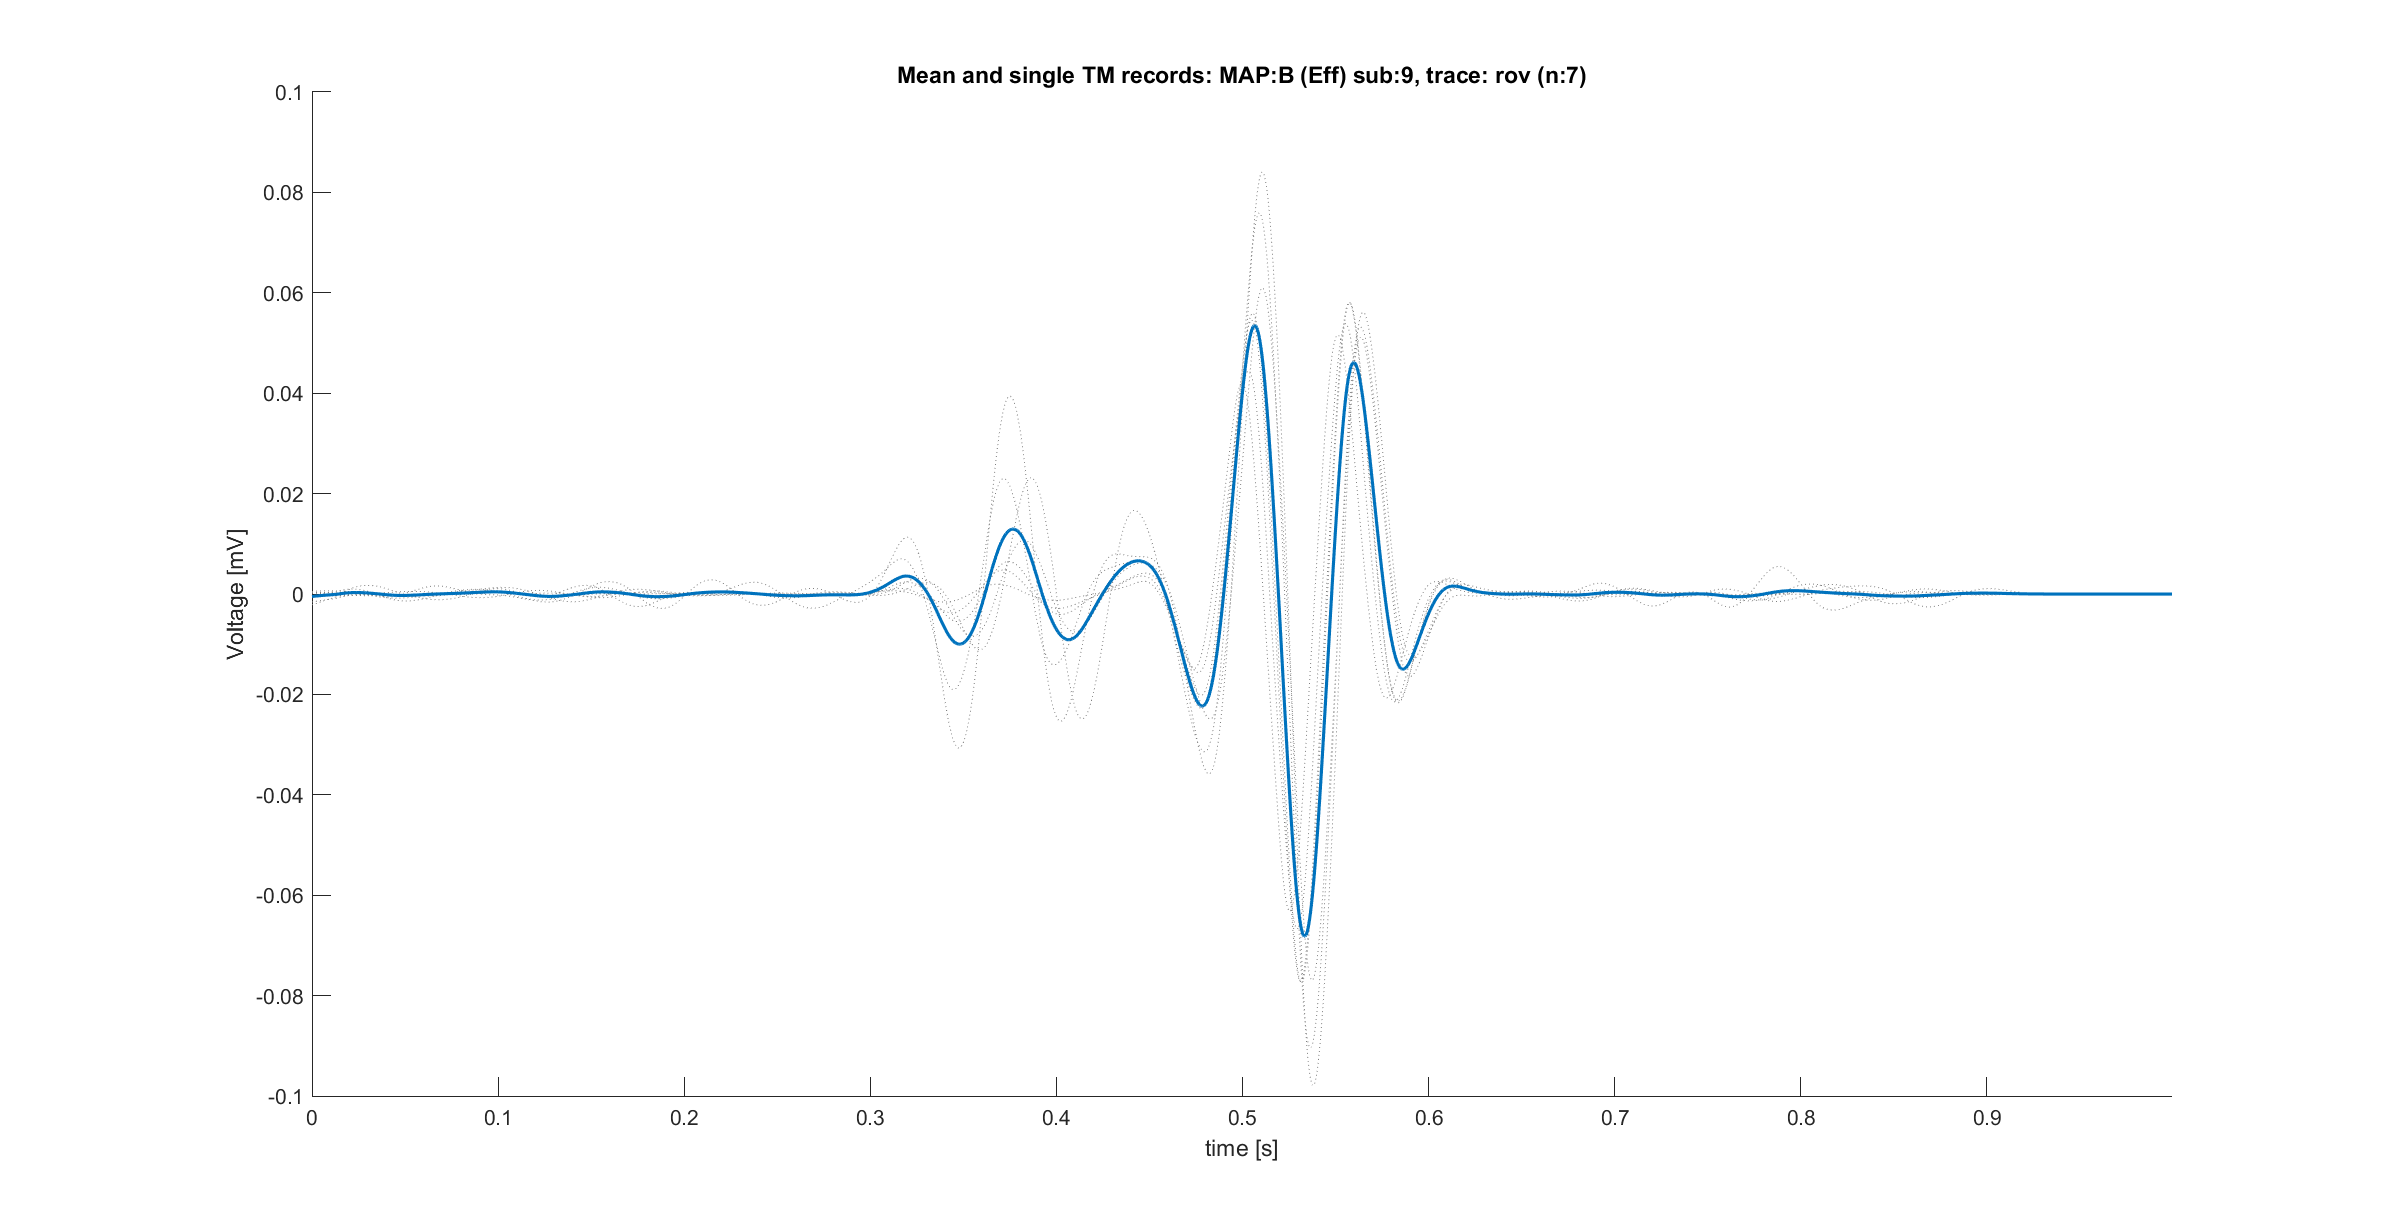 Mean and single TM records: MAP:B (Eff) sub:9, trace: rov (n:7)
0.1
0.08
0.06
0.04
0.02
0
-0.02
-0.04
-0.06
-0.08
-0.1
Voltage [mV]
0 0.1 0.2 0.3 0.4 0.5 0.6 0.7 0.8 0.9
time [s]